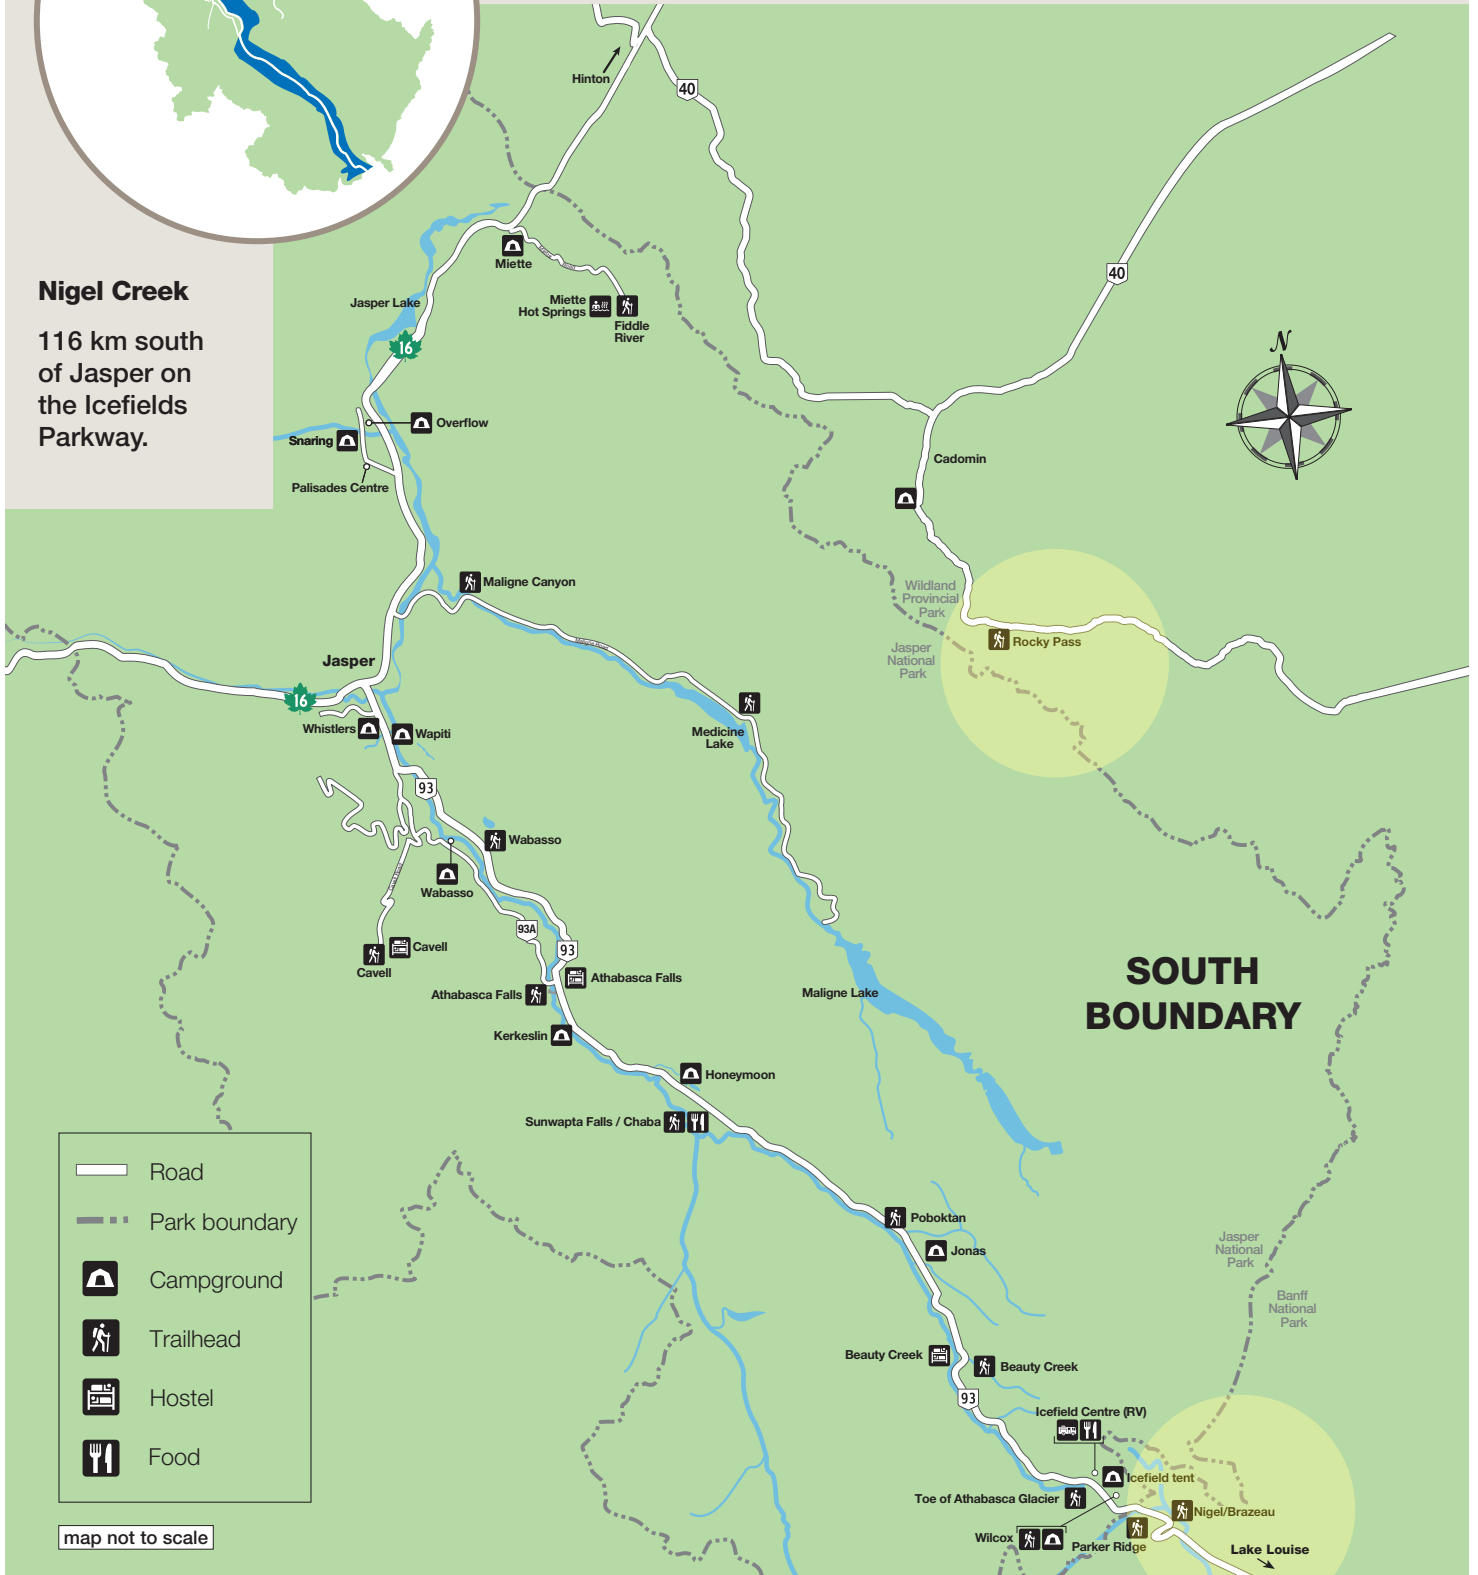 Nigel Creek
116 km south
of Jasper on
the Icefields
Parkway.
Hinton
40
Miette
Miette
Hot Springs
Fiddle
River
Jasper Lake
16
40
N
Overflow
Snaring
Palisades Centre
Cadomin
Maligne Canyon
Maligne Road
Wildland
Provincial
Park
Jasper
National
Park
Rocky Pass
Jasper
16
Whistlers
Wapiti
Medicine
Lake
93
Wabasso
Wabasso
93A
93
Cavell
Cavell
Athabasca Falls
Athabasca Falls
Maligne Lake
SOUTH
BOUNDARY
Kerkeslin
Honeymoon
Sunwapta Falls / Chaba
Poboktan
Jonas
Jasper
National
Park
Banff
National
Park
Beauty Creek
Beauty Creek
93
Icefield Centre (RV)
Icefield tent
Toe of Athabasca Glacier
Nigel/Brazeau
Wilcox
Parker Ridge
Lake Louise
Road
Park boundary
Campground
Trailhead
Hostel
Food
map not to scale